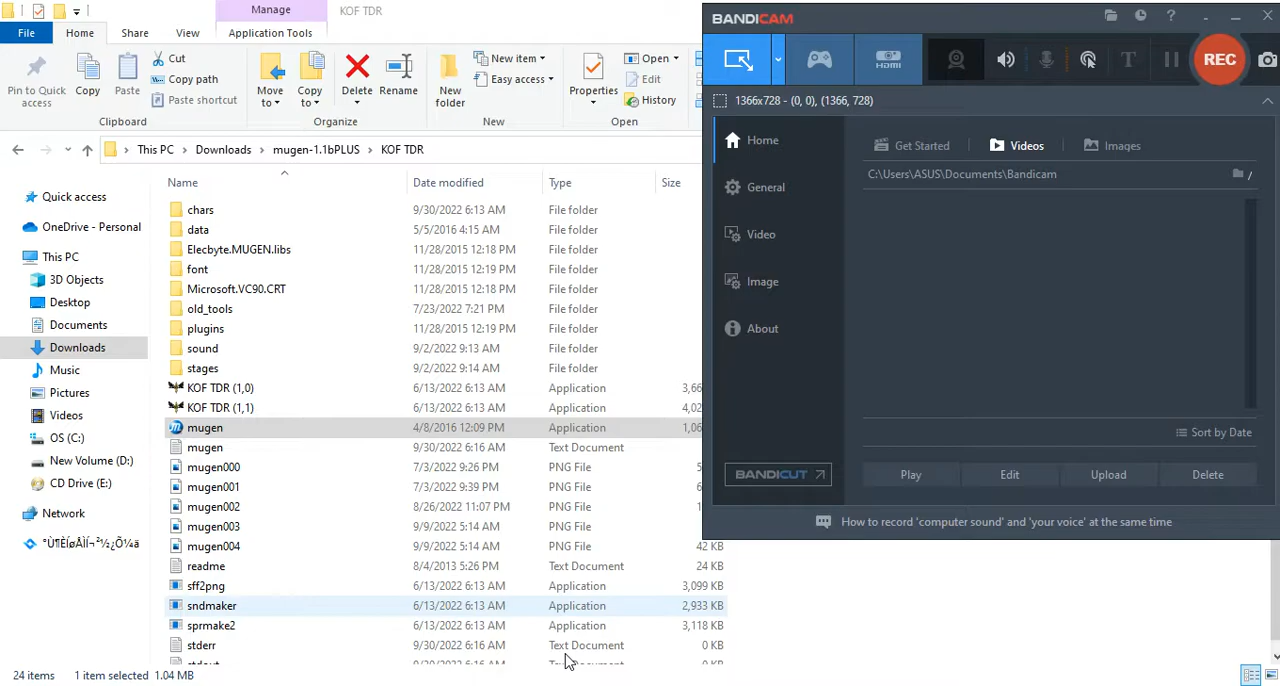 Manage
KOF TDR
File
Home
Share
View
Application Tools
Pin to Quick access
Copy
Paste
Cut
Copy path
Paste shortcut
Clipboard
Move to
Copy to
Delete
Rename
Organize
New folder
New item
Easy access
New
Properties
Open
Edit
History
Open
This PC > Downloads > mugen-1.1bPLUS > KOF TDR
Quick access
OneDrive - Personal
This PC
3D Objects
Desktop
Documents
Downloads
Music
Pictures
Videos
OS (C:)
New Volume (D:)
CD Drive (E:)
Network
Name Date modified Type Size
chars 9/30/2022 6:13 AM File folder
data 5/5/2016 4:15 AM File folder
Elecbyte.MUGEN.libs 11/28/2015 12:18 PM File folder
font 11/28/2015 12:19 PM File folder
Microsoft.VC90.CRT 11/28/2015 12:18 PM File folder
old_tools 7/23/2022 7:21 PM File folder
plugins 11/28/2015 12:19 PM File folder
sound 9/2/2022 9:13 AM File folder
stages 9/2/2022 9:14 AM File folder
KOF TDR (1,0) 6/13/2022 6:13 AM Application 3,66
KOF TDR (1,1) 6/13/2022 6:13 AM Application 4,02
mugen 4/8/2016 12:09 PM Application 1,06
mugen 9/30/2022 6:16 AM Text Document
mugen000 7/3/2022 9:26 PM PNG File 5
mugen001 7/3/2022 9:39 PM PNG File 6
mugen002 8/26/2022 11:07 PM PNG File 1
mugen003 9/9/2022 5:14 AM PNG File
mugen004 9/9/2022 5:14 AM PNG File 42 KB
readme 8/4/2013 5:26 PM Text Document 24 KB
sff2png 6/13/2022 6:13 AM Application 3,099 KB
sndmaker 6/13/2022 6:13 AM Application 2,933 KB
sprmake2 6/13/2022 6:13 AM Application 3,118 KB
stderr 9/30/2022 6:16 AM Text Document 0 KB
24 items 1 item selected 1.04 MB
BANDICAM
HDMI
REC
1366x728 - (0, 0), (1366, 728)
Home
General
Video
Image
About
BANDICUT
Get Started
Videos
Images
C:\Users\ASUS\Documents\Bandicam
Sort by Date
Play
Edit
Upload
Delete
How to record 'computer sound' and 'your voice' at the same time